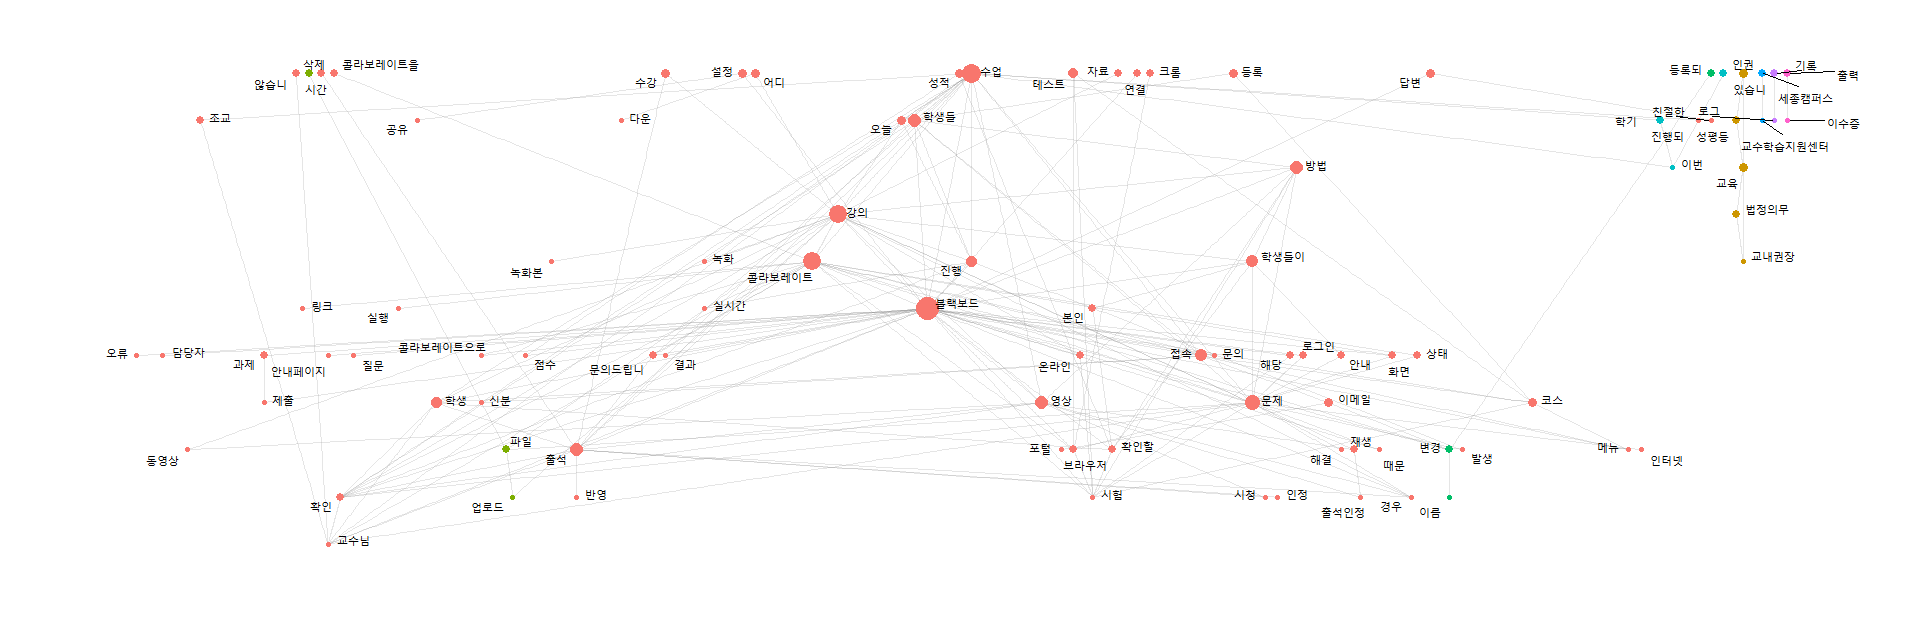 않습니
삭제
시간
콜라보레이트을
수강
설정
어디
성적
수업
테스트
자료
연결
크롬
등록
답변
등록되
인권
있습니
기록
출력
세종캠퍼스
조교
공유
다운
오늘
학생들
학기
친절한
로그
진행되
성평등
교수학습지원센터
이수증
방법
이번
교육
강의
법정의무
녹화본
녹화
콜라보레이트
진행
학생들이
교내권장
링크
실행
실시간
블랙보드
본인
오류
담당자
과제
안내페이지
질문
콜라보레이트으로
점수
문의드립니
결과
온라인
접속
문의
해당
로그인
안내
화면
상태
제출
학생
신분
영상
문제
이메일
코스
동영상
파일
출석
포털
브라우저
확인할
해결
재생
때문
변경
발생
메뉴
인터넷
확인
업로드
반영
시험
시청
인정
출석인정
경우
이름
교수님